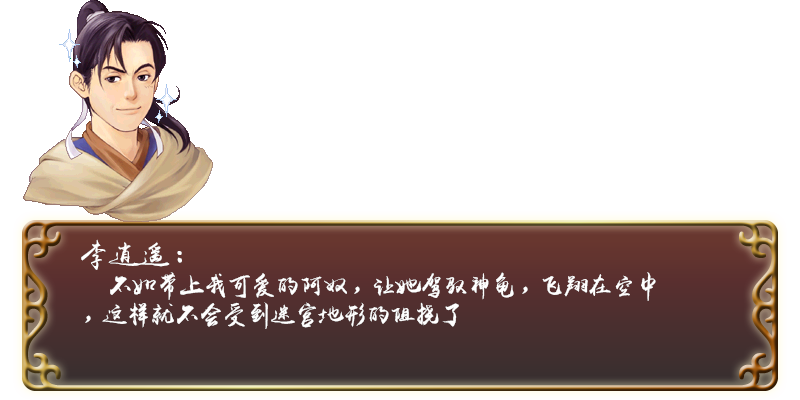 李逍遥：
不如带上我可爱的阿奴，让她驾驭神龟，飞翔在空中
，这样就不会受到迷宫地形的阻挠了